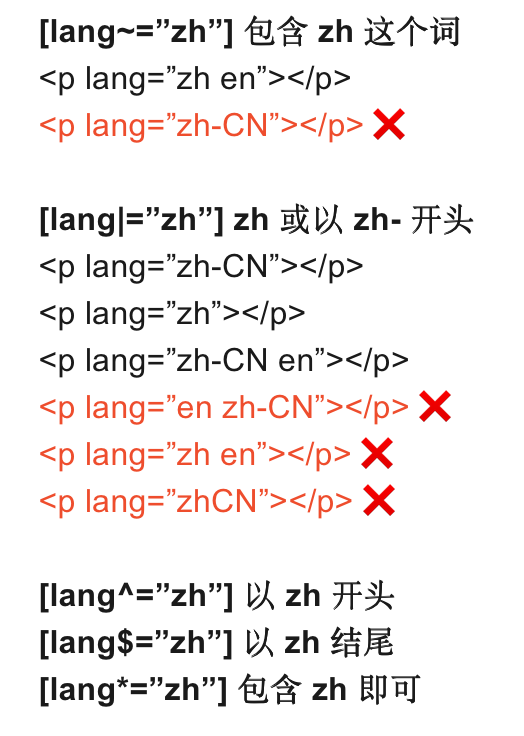 [lang~=”zh”] 包含 zh 这个词
<p lang=”zh en”></p>
<p lang=”zh-CN”></p> ❌
[lang|=”zh”] zh 或以 zh- 开头
<p lang=”zh-CN”></p>
<p lang=”zh”></p>
<p lang=”zh-CN en”></p>
<p lang=”en zh-CN”></p> ❌
<p lang=”zh en”></p> ❌
<p lang=”zhCN”></p> ❌
[lang^=”zh”] 以 zh 开头
[lang$=”zh”] 以 zh 结尾
[lang*=”zh”] 包含 zh 即可